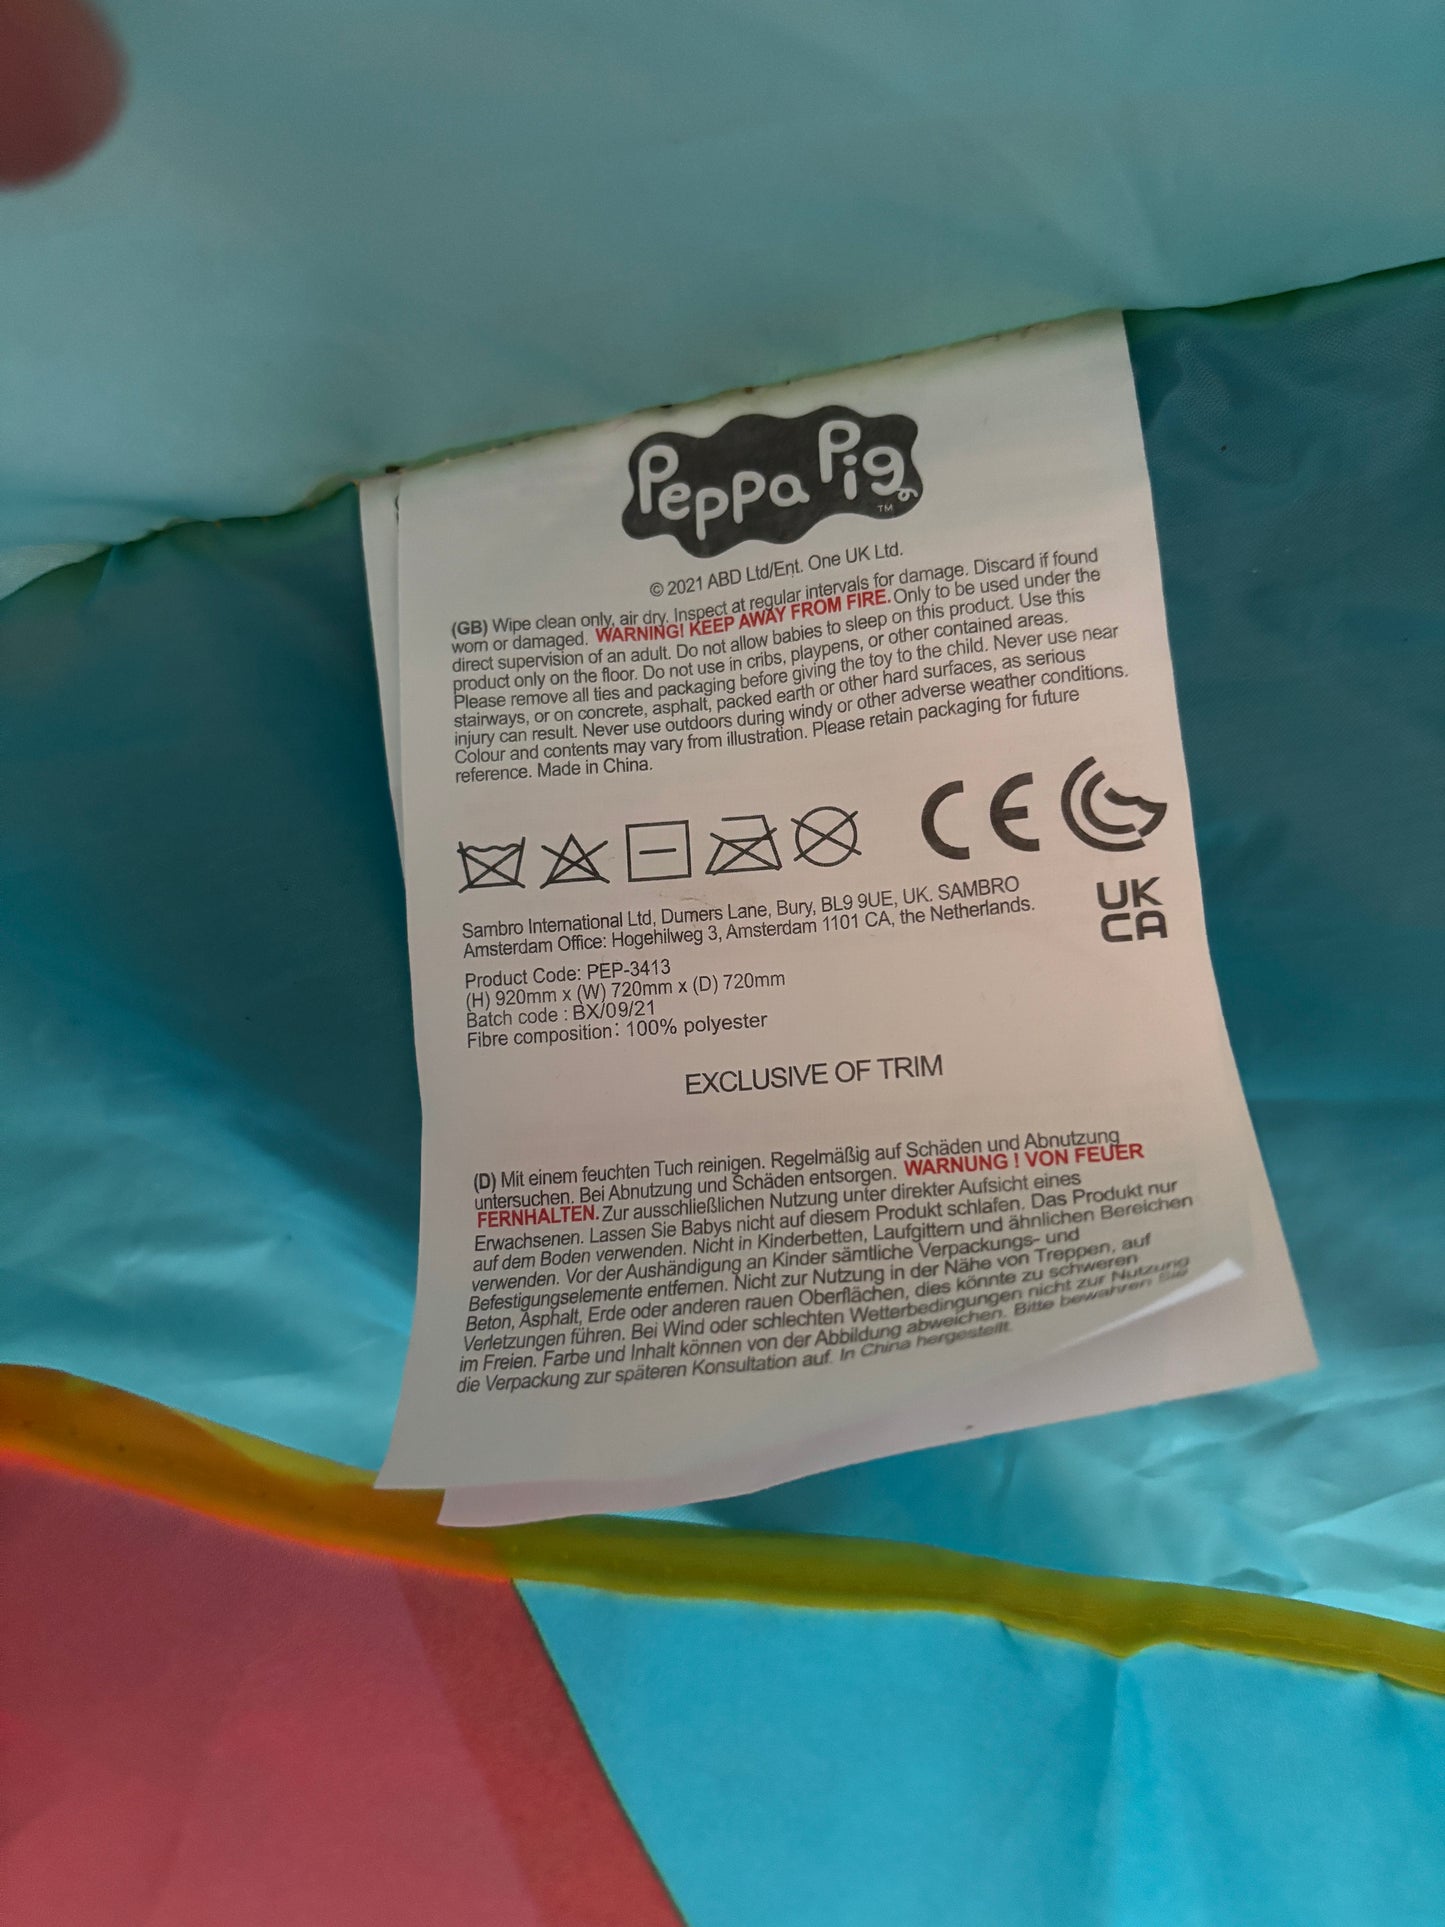 Peppa Pig
TM
© 2021 ABD Ltd/Ent. One UK Ltd.
(GB) Wipe clean only, air dry. Inspect at regular intervals for damage. Discard if found
worn or damaged. WARNING! KEEP AWAY FROM FIRE. Only to be used under the
direct supervision of an adult. Do not allow babies to sleep on this product. Use this
product only on the floor. Do not use in cribs, playpens, or other contained areas.
Please remove all ties and packaging before giving the toy to the child. Never use near
stairways, or on concrete, asphalt, packed earth or other hard surfaces, as serious
injury can result. Never use outdoors during windy or other adverse weather conditions.
Colour and contents may vary from illustration. Please retain packaging for future
reference. Made in China.
CE
UK
CA
Sambro International Ltd, Dumers Lane, Bury, BL9 9UE, UK. SAMBRO
Amsterdam Office: Hogehilweg 3, Amsterdam 1101 CA, the Netherlands.
Product Code: PEP-3413
(H) 920mm x (W) 720mm x (D) 720mm
Batch code : BX/09/21
Fibre composition: 100% polyester
EXCLUSIVE OF TRIM
(D) Mit einem feuchten Tuch reinigen. Regelmäßig auf Schäden und Abnutzung
untersuchen. Bei Abnutzung und Schäden entsorgen. WARNUNG ! VON FEUER
FERNHALTEN. Zur ausschließlichen Nutzung unter direkter Aufsicht eines
Erwachsenen. Lassen Sie Babys nicht auf diesem Produkt schlafen. Das Produkt nur
auf dem Boden verwenden. Nicht in Kinderbetten, Laufgittern und ähnlichen Bereichen
verwenden. Vor der Aushändigung an Kinder sämtliche Verpackungs- und
Befestigungselemente entfernen. Nicht zur Nutzung in der Nähe von Treppen, auf
Beton, Asphalt, Erde oder anderen rauen Oberflächen, dies könnte zu schweren
Verletzungen führen. Bei Wind oder schlechten Wetterbedingungen nicht zur Nutzung
im Freien. Farbe und Inhalt können von der Abbildung abweichen. Bitte bewahren Sie
die Verpackung zur späteren Konsultation auf. In China hergestellt.